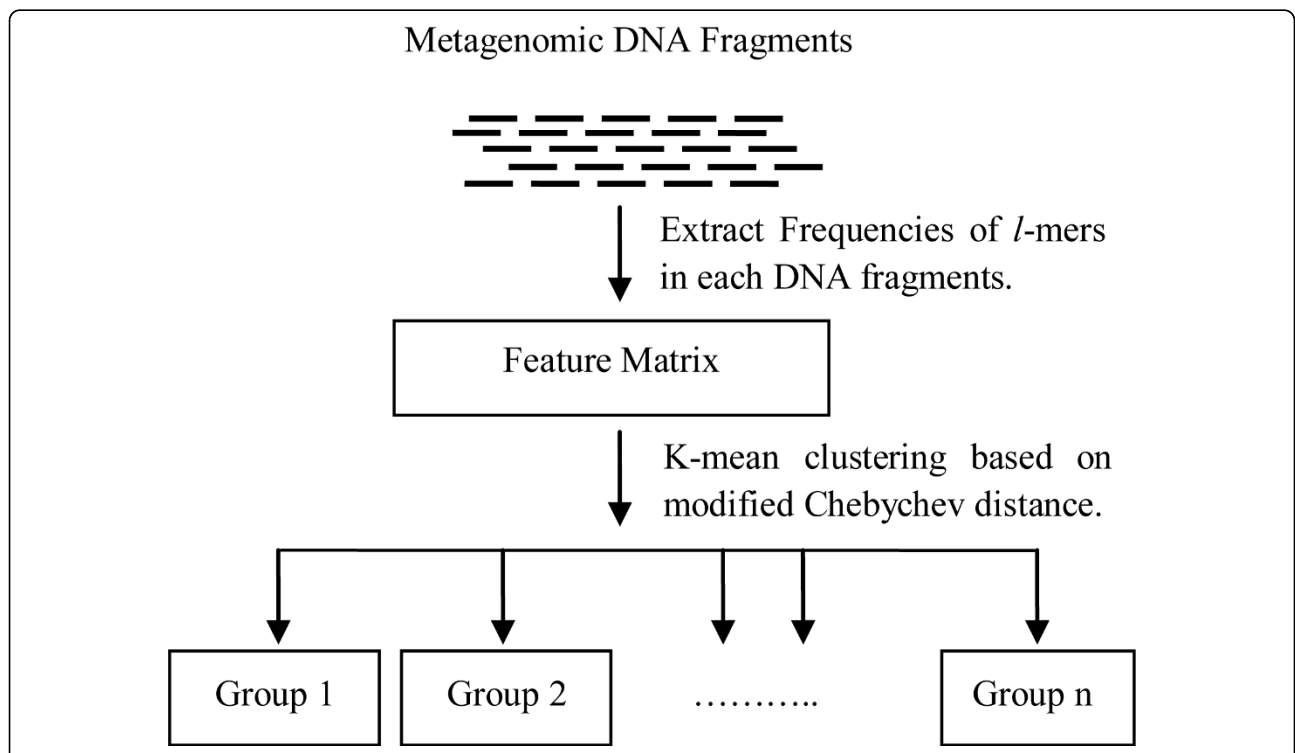 Metagenomic DNA Fragments
Extract Frequencies of l-mers
in each DNA fragments.
Feature Matrix
K-mean clustering based on
modified Chebychev distance.
Group 1
Group 2
………..
Group n